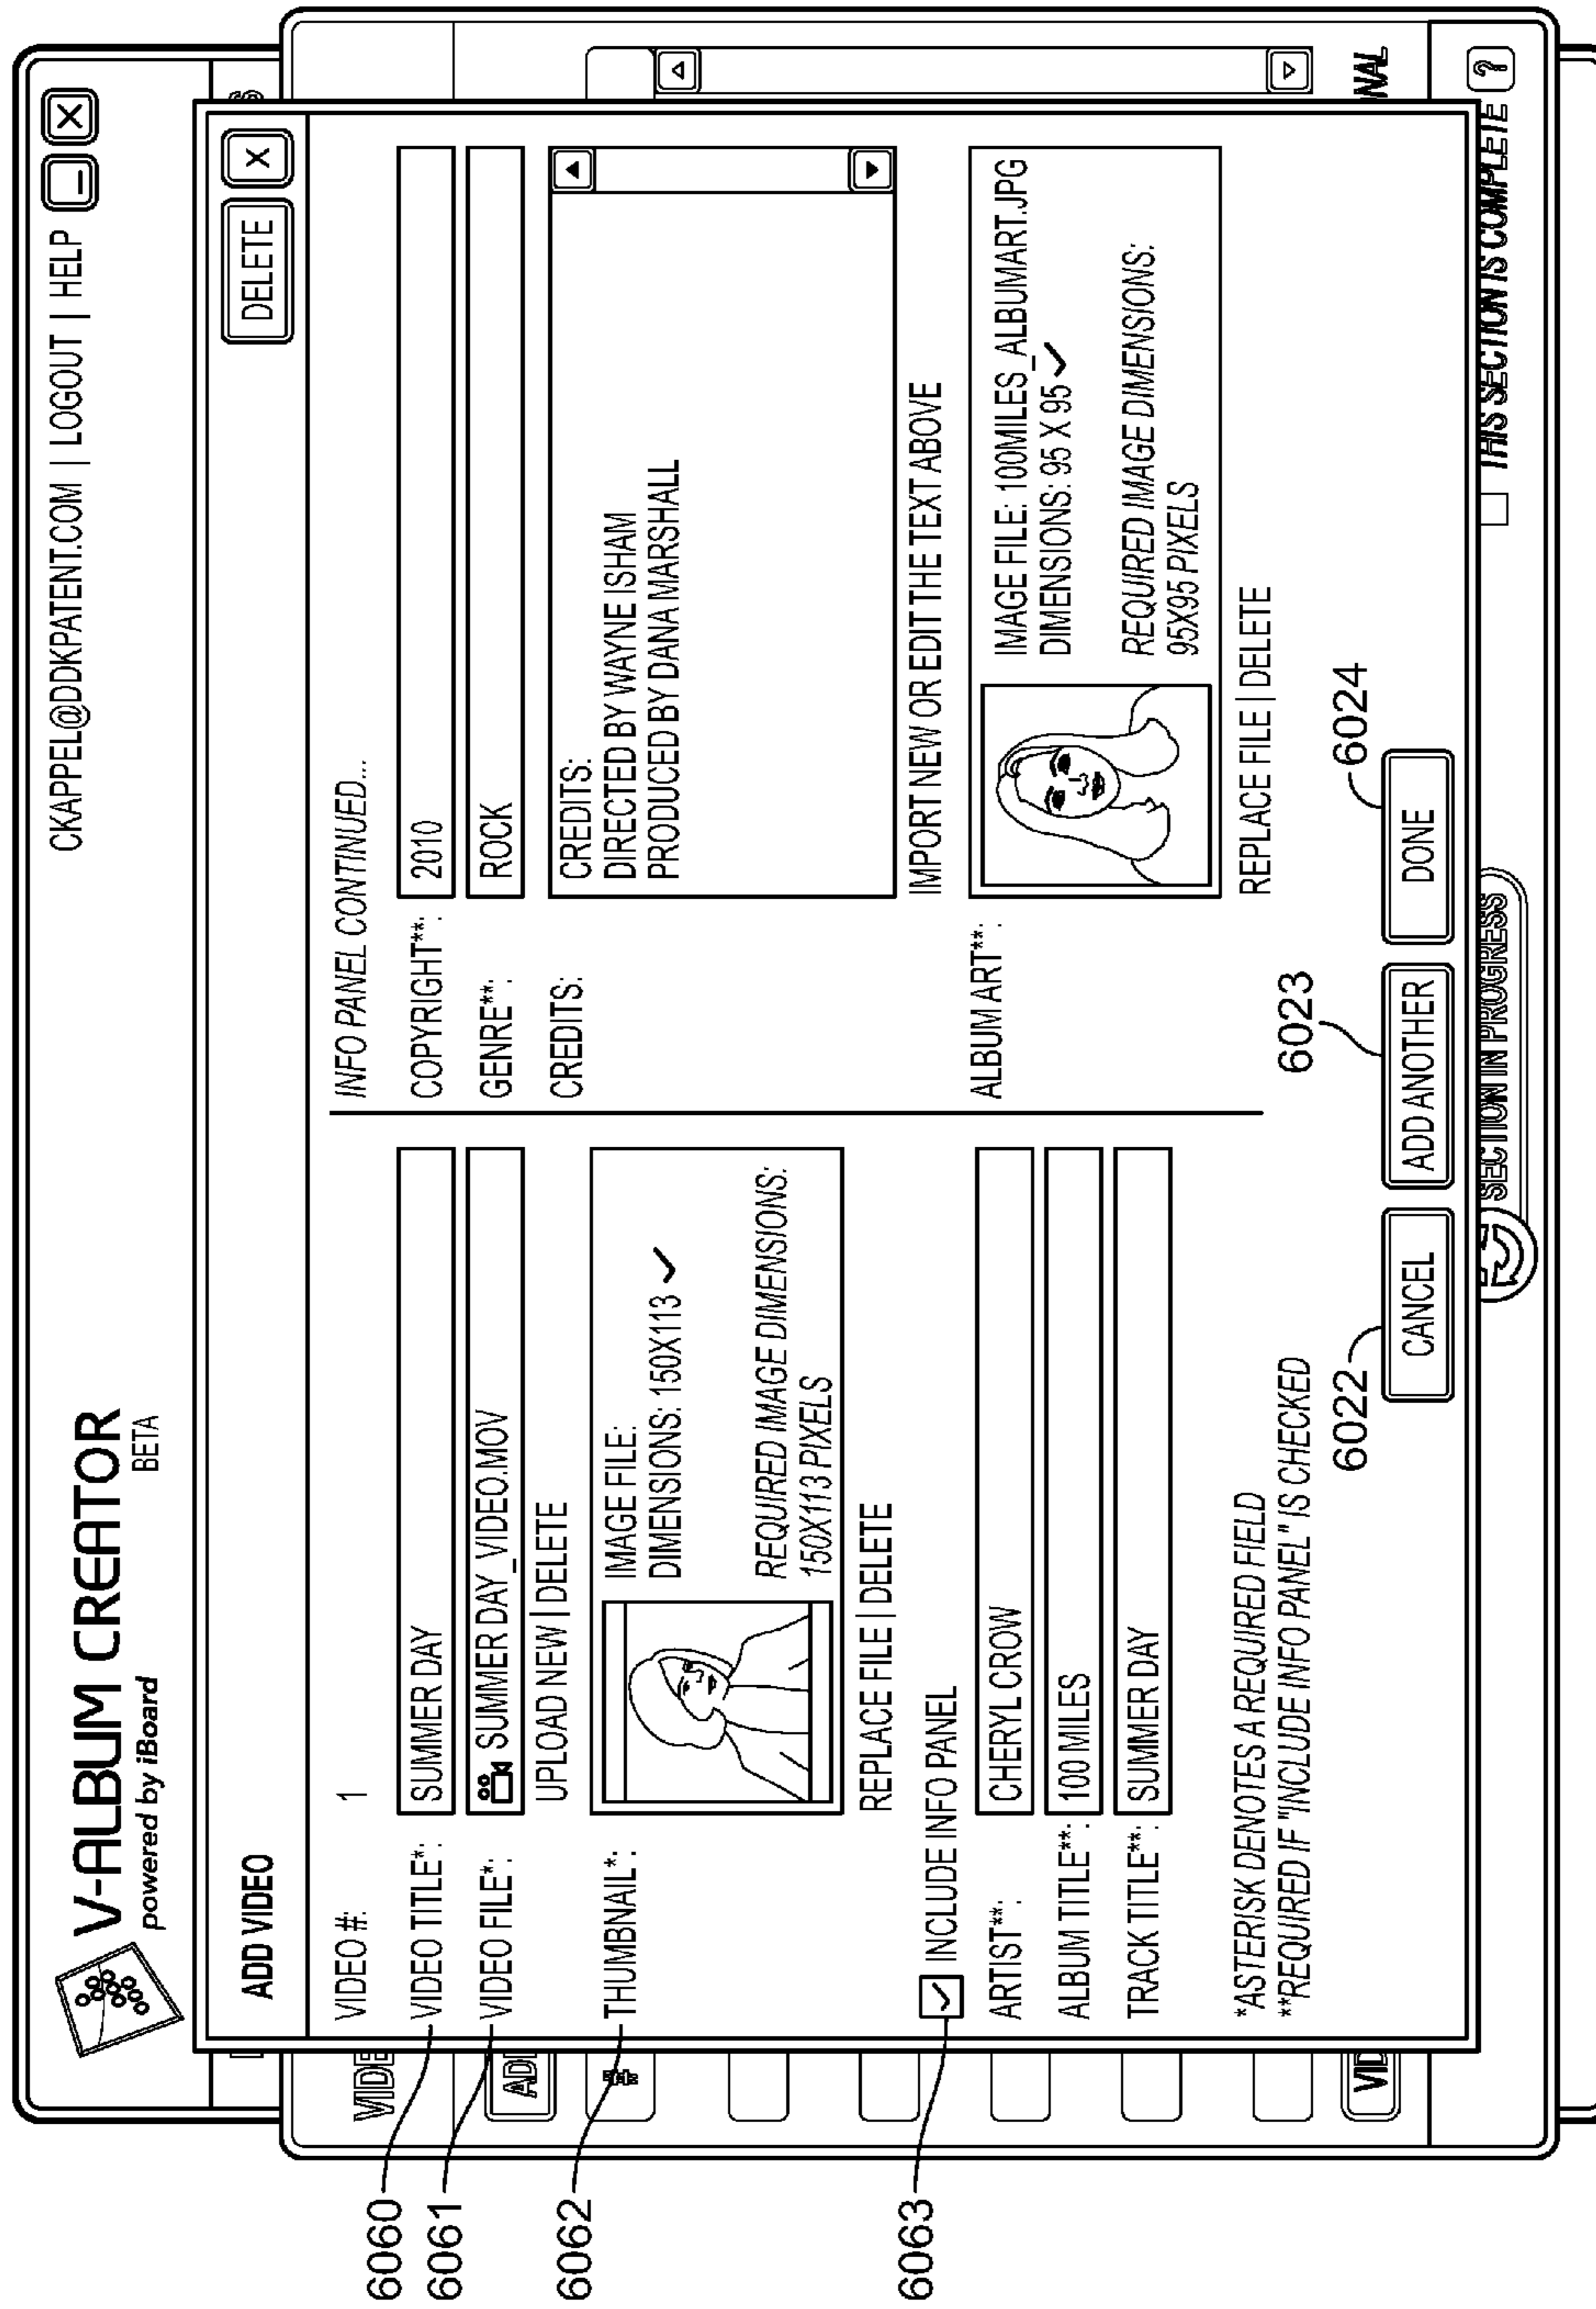 V-ALBUM CREATOR
BETA
powered by iBoard
CKAPPEL@DDKPATENT.COM | LOGOUT | HELP
ADD VIDEO
DELETE
X
VIDEO #: 1
6060
VIDEO TITLE*: SUMMER DAY
6061
VIDEO FILE*: SUMMER DAY_VIDEO.MOV
UPLOAD NEW | DELETE
6062
THUMBNAIL*:
IMAGE FILE:
DIMENSIONS: 150X113 ✓
REQUIRED IMAGE DIMENSIONS:
150X113 PIXELS
REPLACE FILE | DELETE
6063
INCLUDE INFO PANEL
ARTIST**: CHERYL CROW
ALBUM TITLE**: 100 MILES
TRACK TITLE**: SUMMER DAY
*ASTERISK DENOTES A REQUIRED FIELD
**REQUIRED IF "INCLUDE INFO PANEL" IS CHECKED
INFO PANEL CONTINUED...
COPYRIGHT**: 2010
GENRE**: ROCK
CREDITS:
CREDITS:
DIRECTED BY WAYNE ISHAM
PRODUCED BY DANA MARSHALL
IMPORT NEW OR EDIT THE TEXT ABOVE
ALBUM ART**:
IMAGE FILE: 100MILES_ALBUMART.JPG
DIMENSIONS: 95 X 95 ✓
REQUIRED IMAGE DIMENSIONS:
95X95 PIXELS
REPLACE FILE | DELETE
6022
CANCEL
6023
ADD ANOTHER
6024
DONE
VIDE
ADD
VID
ONAL
SECTION IN PROGRESS
THIS SECTION IS COMPLETE
?